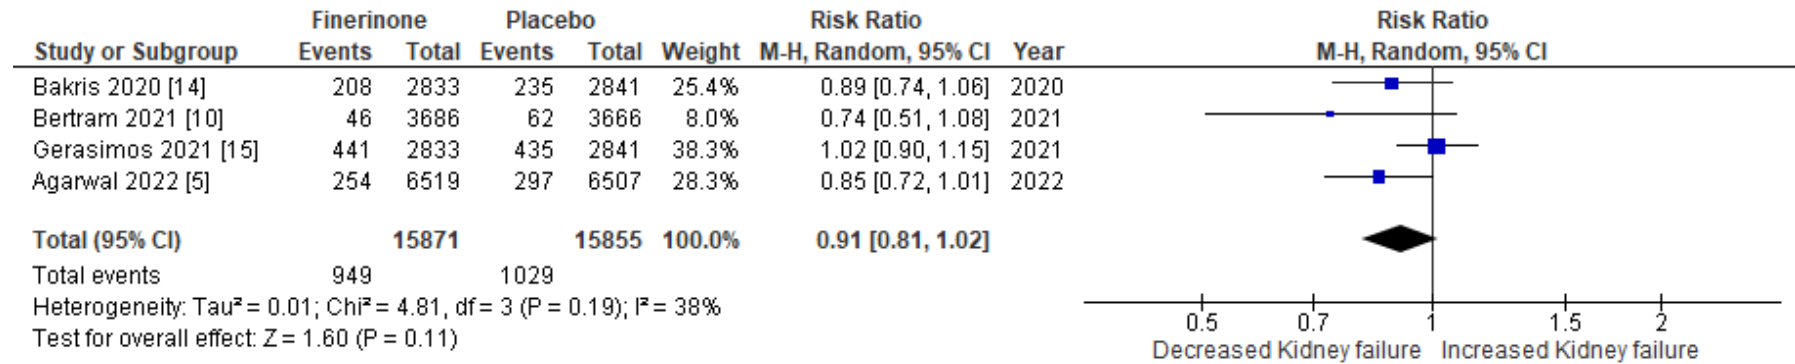 Finerinone Placebo Risk Ratio Risk Ratio
Study or Subgroup Events Total Events Total Weight M-H, Random, 95% CI Year M-H, Random, 95% CI
Bakris 2020 [14] 208 2833 235 2841 25.4% 0.89 [0.74, 1.06] 2020
Bertram 2021 [10] 46 3686 62 3666 8.0% 0.74 [0.51, 1.08] 2021
Gerasimos 2021 [15] 441 2833 435 2841 38.3% 1.02 [0.90, 1.15] 2021
Agarwal 2022 [5] 254 6519 297 6507 28.3% 0.85 [0.72, 1.01] 2022
Total (95% CI) 15871 15855 100.0% 0.91 [0.81, 1.02]
Total events 949 1029
Heterogeneity: Tau² = 0.01; Chi² = 4.81, df = 3 (P = 0.19); I² = 38%
Test for overall effect: Z = 1.60 (P = 0.11)
0.5 0.7 1 1.5 2
Decreased Kidney failure Increased Kidney failure